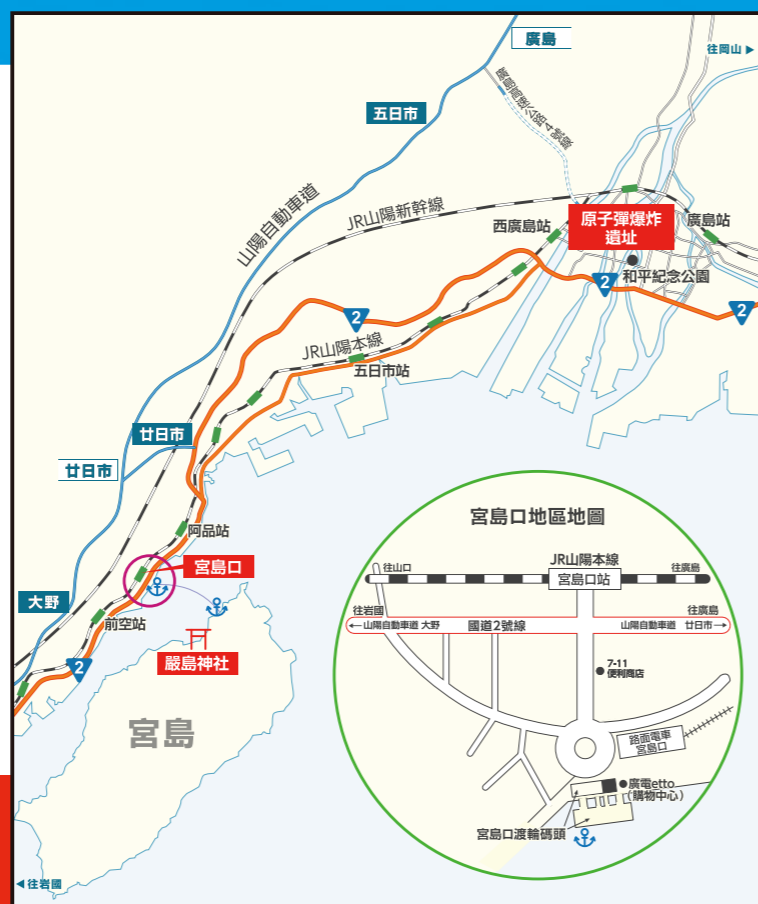 廣島
往岡山 ▶
廣島高速公路4號線
五日市
山陽自動車道
JR山陽新幹線
西廣島站
原子彈爆炸
遺址
廣島站
和平紀念公園
2
2
2
JR山陽本線
五日市站
廿日市
廿日市
阿品站
宮島口
大野
前空站
2
嚴島神社
宮島
◀ 往岩國
宮島口地區地圖
JR山陽本線
往山口
宮島口站
往廣島
往岩國
往廣島
←山陽自動車道 大野
國道2號線
山陽自動車道 廿日市→
7-11
便利商店
路面電車
宮島口
廣電etto
(購物中心)
宮島口渡輪碼頭